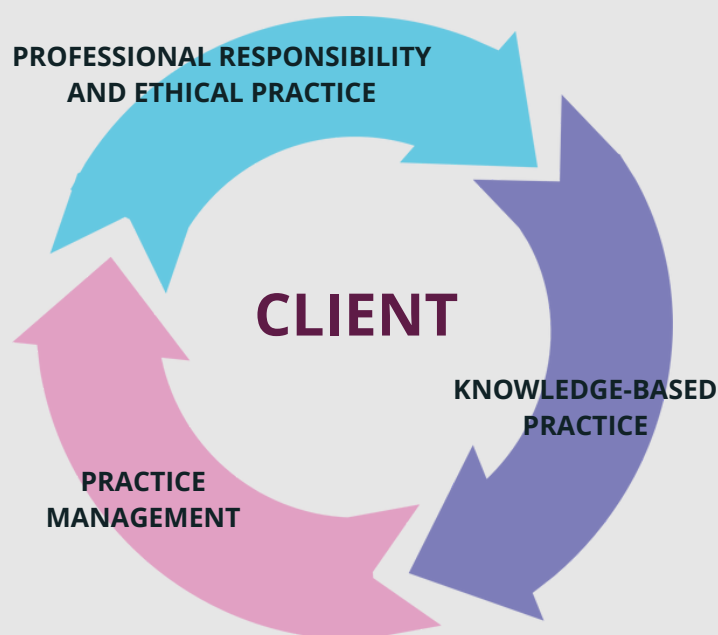 PROFESSIONAL RESPONSIBILITY
AND ETHICAL PRACTICE
CLIENT
KNOWLEDGE-BASED
PRACTICE
PRACTICE
MANAGEMENT